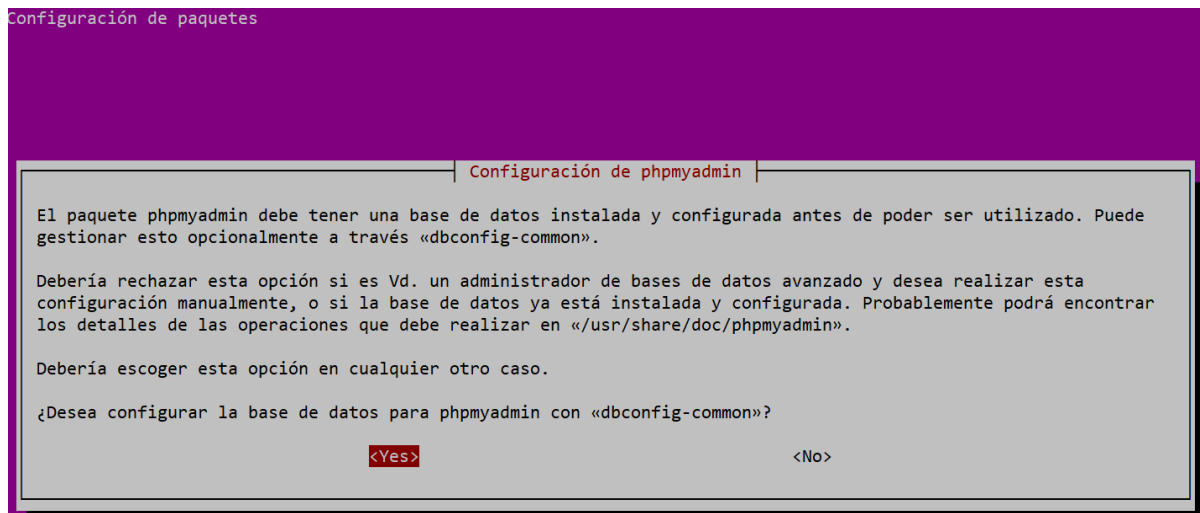 Configuración de paquetes
Configuración de phpmyadmin
El paquete phpmyadmin debe tener una base de datos instalada y configurada antes de poder ser utilizado. Puede
gestionar esto opcionalmente a través «dbconfig-common».
Debería rechazar esta opción si es Vd. un administrador de bases de datos avanzado y desea realizar esta
configuración manualmente, o si la base de datos ya está instalada y configurada. Probablemente podrá encontrar
los detalles de las operaciones que debe realizar en «/usr/share/doc/phpmyadmin».
Debería escoger esta opción en cualquier otro caso.
¿Desea configurar la base de datos para phpmyadmin con «dbconfig-common»?
<Yes> <No>